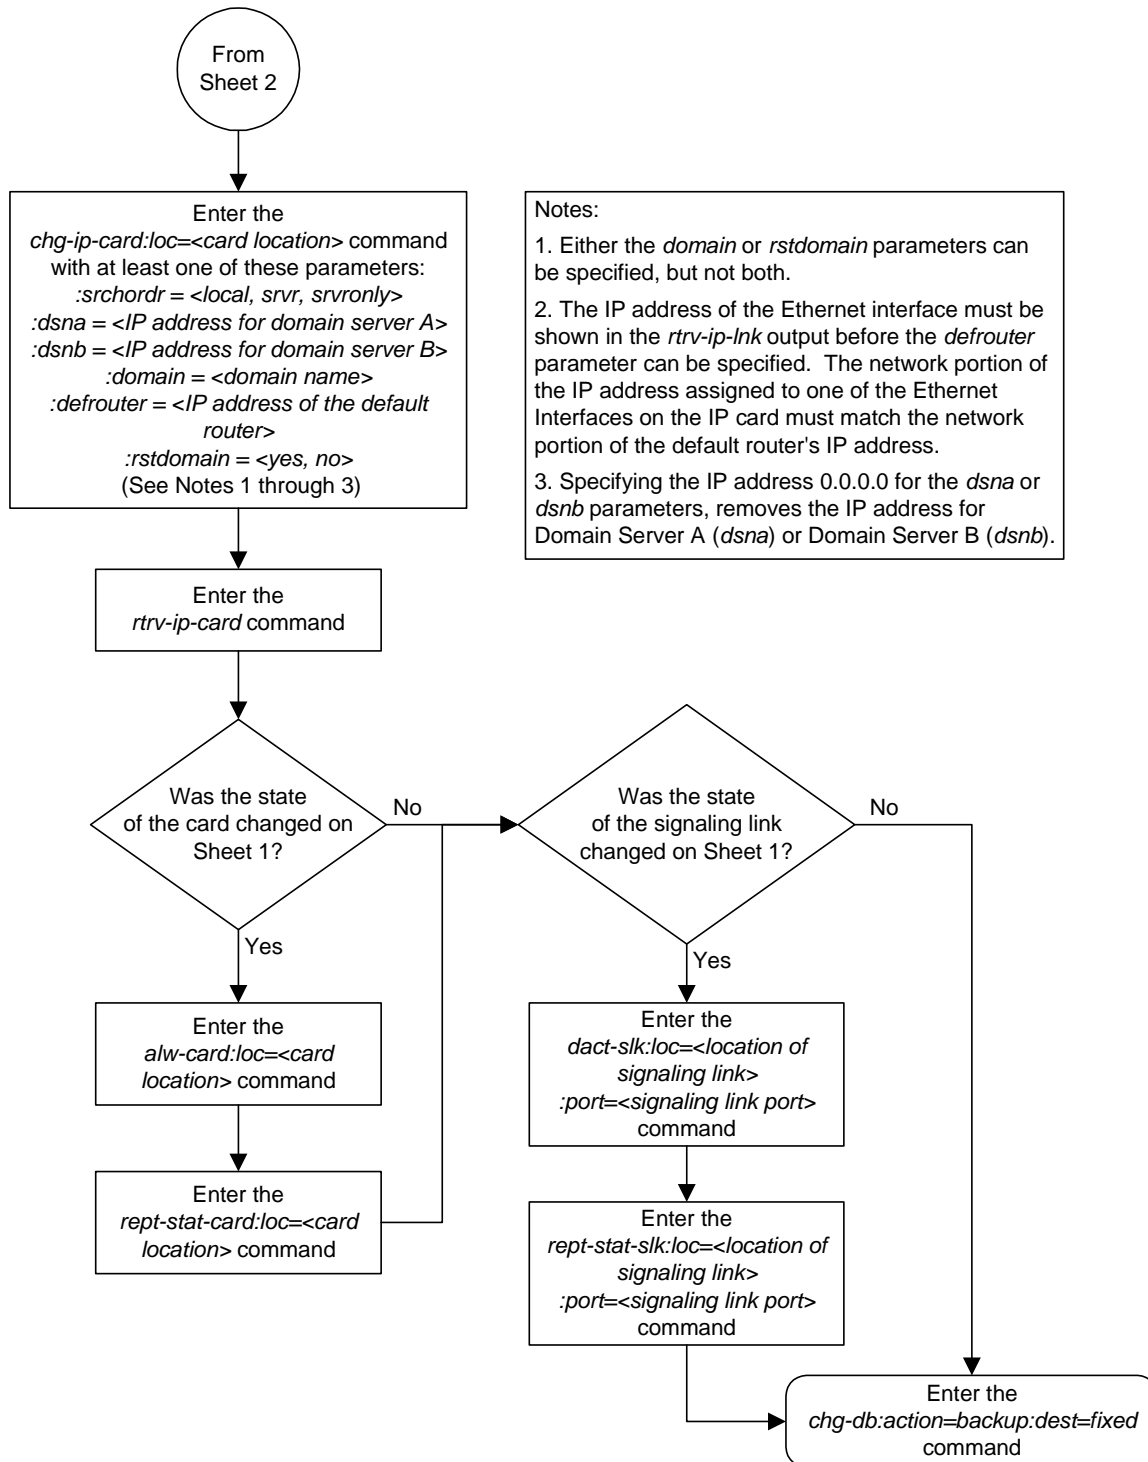 From
Sheet 2
Enter the
chg-ip-card:loc=<card location> command
with at least one of these parameters:
:srchordr = <local, srvr, srvronly>
:dsna = <IP address for domain server A>
:dsnb = <IP address for domain server B>
:domain = <domain name>
:defrouter = <IP address of the default
router>
:rstdomain = <yes, no>
(See Notes 1 through 3)
Notes:
1. Either the domain or rstdomain parameters can
be specified, but not both.
2. The IP address of the Ethernet interface must be
shown in the rtrv-ip-lnk output before the defrouter
parameter can be specified.  The network portion of
the IP address assigned to one of the Ethernet
Interfaces on the IP card must match the network
portion of the default router's IP address.
3. Specifying the IP address 0.0.0.0 for the dsna or
dsnb parameters, removes the IP address for
Domain Server A (dsna) or Domain Server B (dsnb).
Enter the
rtrv-ip-card command
Was the state
of the card changed on
Sheet 1?
No
Yes
Enter the
alw-card:loc=<card
location> command
Enter the
rept-stat-card:loc=<card
location> command
Was the state
of the signaling link
changed on Sheet 1?
No
Yes
Enter the
dact-slk:loc=<location of
signaling link>
:port=<signaling link port>
command
Enter the
rept-stat-slk:loc=<location of
signaling link>
:port=<signaling link port>
command
Enter the
chg-db:action=backup:dest=fixed
command